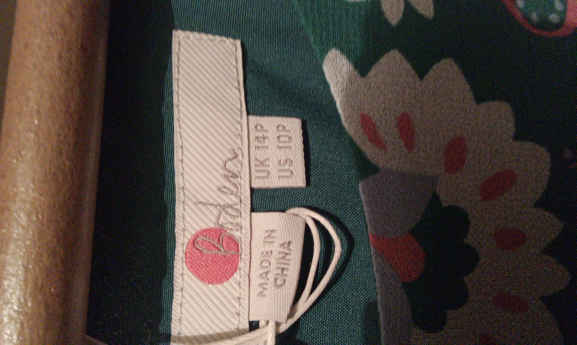 Boden
UK 14P
US 10P
MADE IN
CHINA